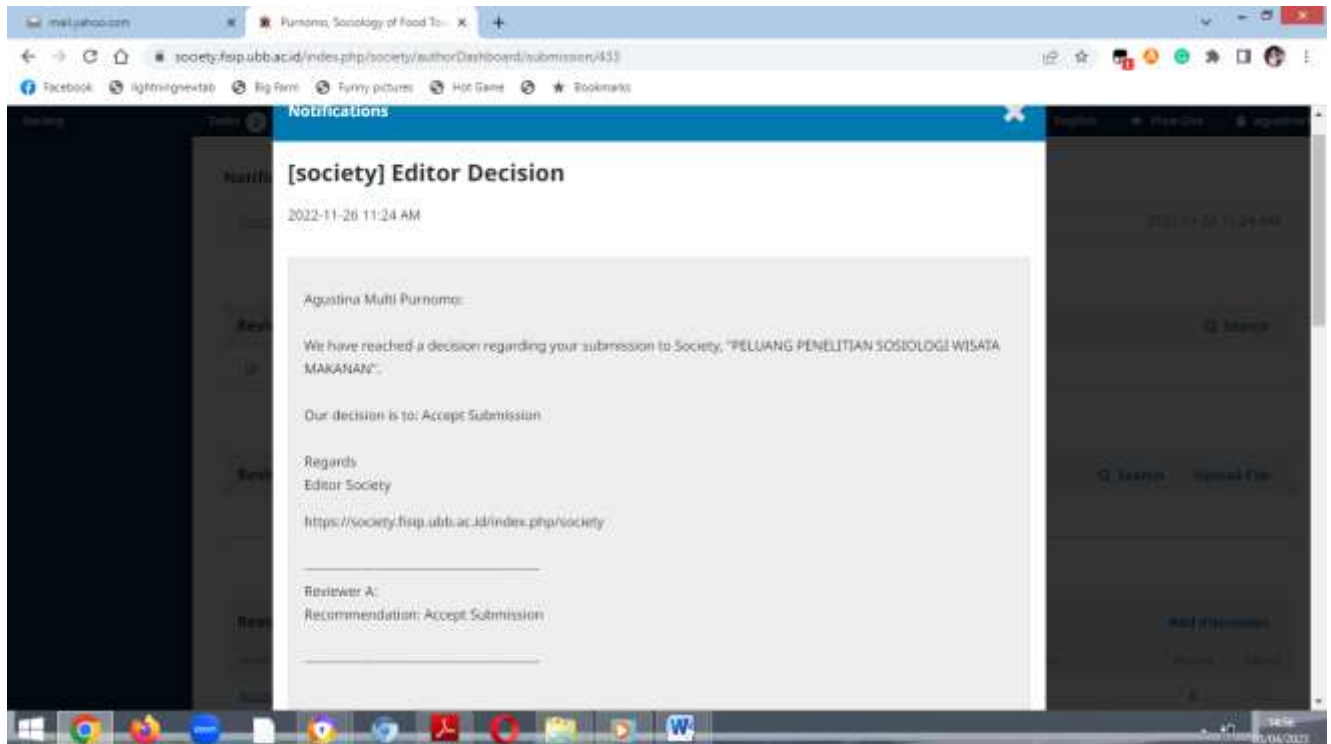 mail.yahoo.com
Purnomo, Sociology of Food To
society.fisip.ubb.ac.id/index.php/society/authorDashboard/submission/433
Facebook lightningnewtab Big Farm Funny pictures Hot Game Bookmarks
Notifications
English
[society] Editor Decision
2022-11-26 11:24 AM
Agustina Multi Purnomo:
We have reached a decision regarding your submission to Society, "PELUANG PENELITIAN SOSIOLOGI WISATA
MAKANAN".
Our decision is to: Accept Submission
Search
Regards
Editor Society
Search Upload File
https://society.fisip.ubb.ac.id/index.php/society
Reviewer A:
Recommendation: Accept Submission
Add discussion
14:56